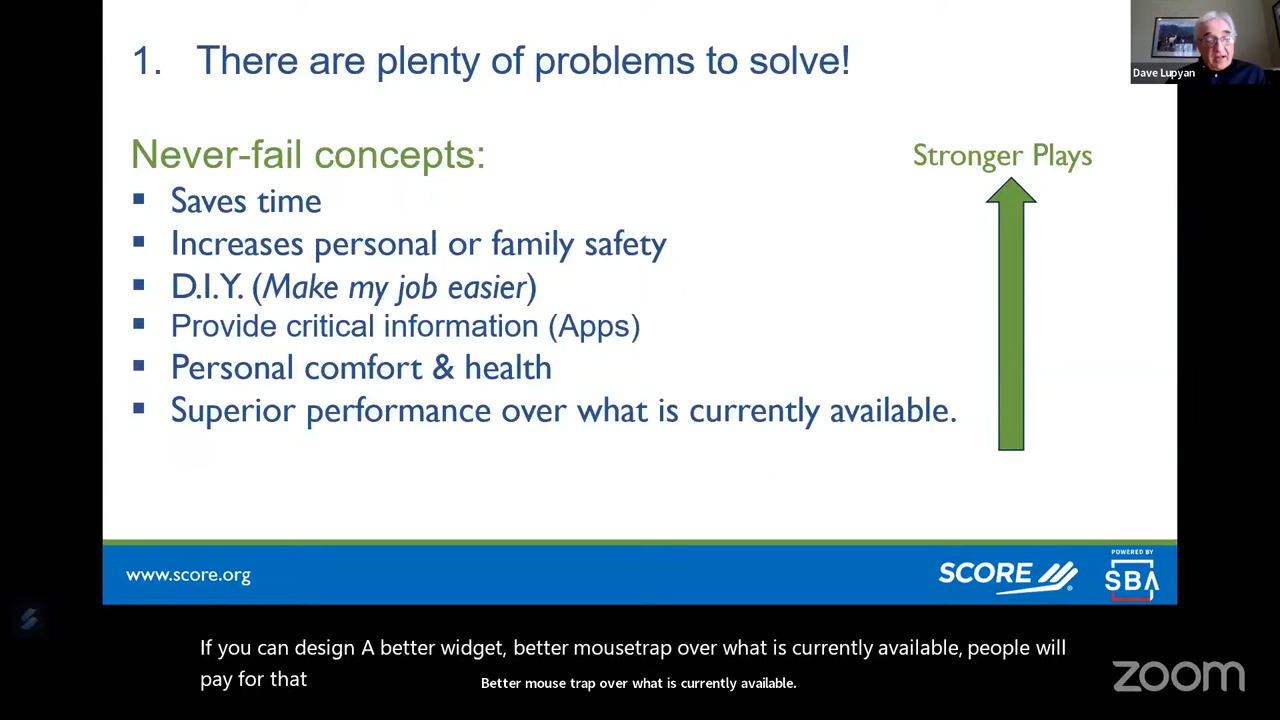 1. There are plenty of problems to solve!
Dave Lupyan
Never-fail concepts:
Stronger Plays
▪ Saves time
▪ Increases personal or family safety
▪ D.I.Y. (Make my job easier)
▪ Provide critical information (Apps)
▪ Personal comfort & health
▪ Superior performance over what is currently available.
www.score.org
SCORE
POWERED BY
SBA
If you can design A better widget, better mousetrap over what is currently available, people will
pay for that
Better mouse trap over what is currently available.
zoom